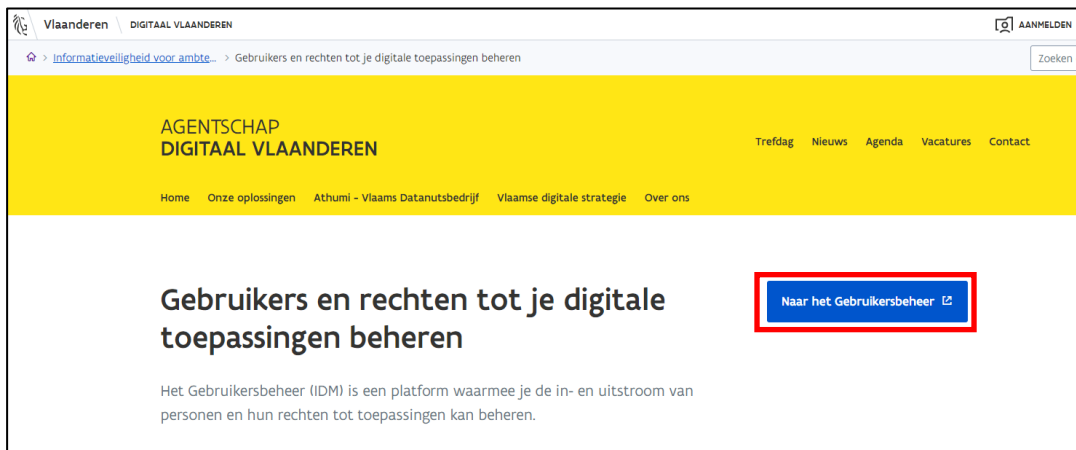 Vlaanderen DIGITAAL VLAANDEREN AANMELDEN
> Informatieveiligheid voor ambte... > Gebruikers en rechten tot je digitale toepassingen beheren Zoeken
AGENTSCHAP
DIGITAAL VLAANDEREN
Trefdag Nieuws Agenda Vacatures Contact
Home Onze oplossingen Athumi - Vlaams Datanutsbedrijf Vlaamse digitale strategie Over ons
Gebruikers en rechten tot je digitale
toepassingen beheren
Naar het Gebruikersbeheer
Het Gebruikersbeheer (IDM) is een platform waarmee je de in- en uitstroom van
personen en hun rechten tot toepassingen kan beheren.